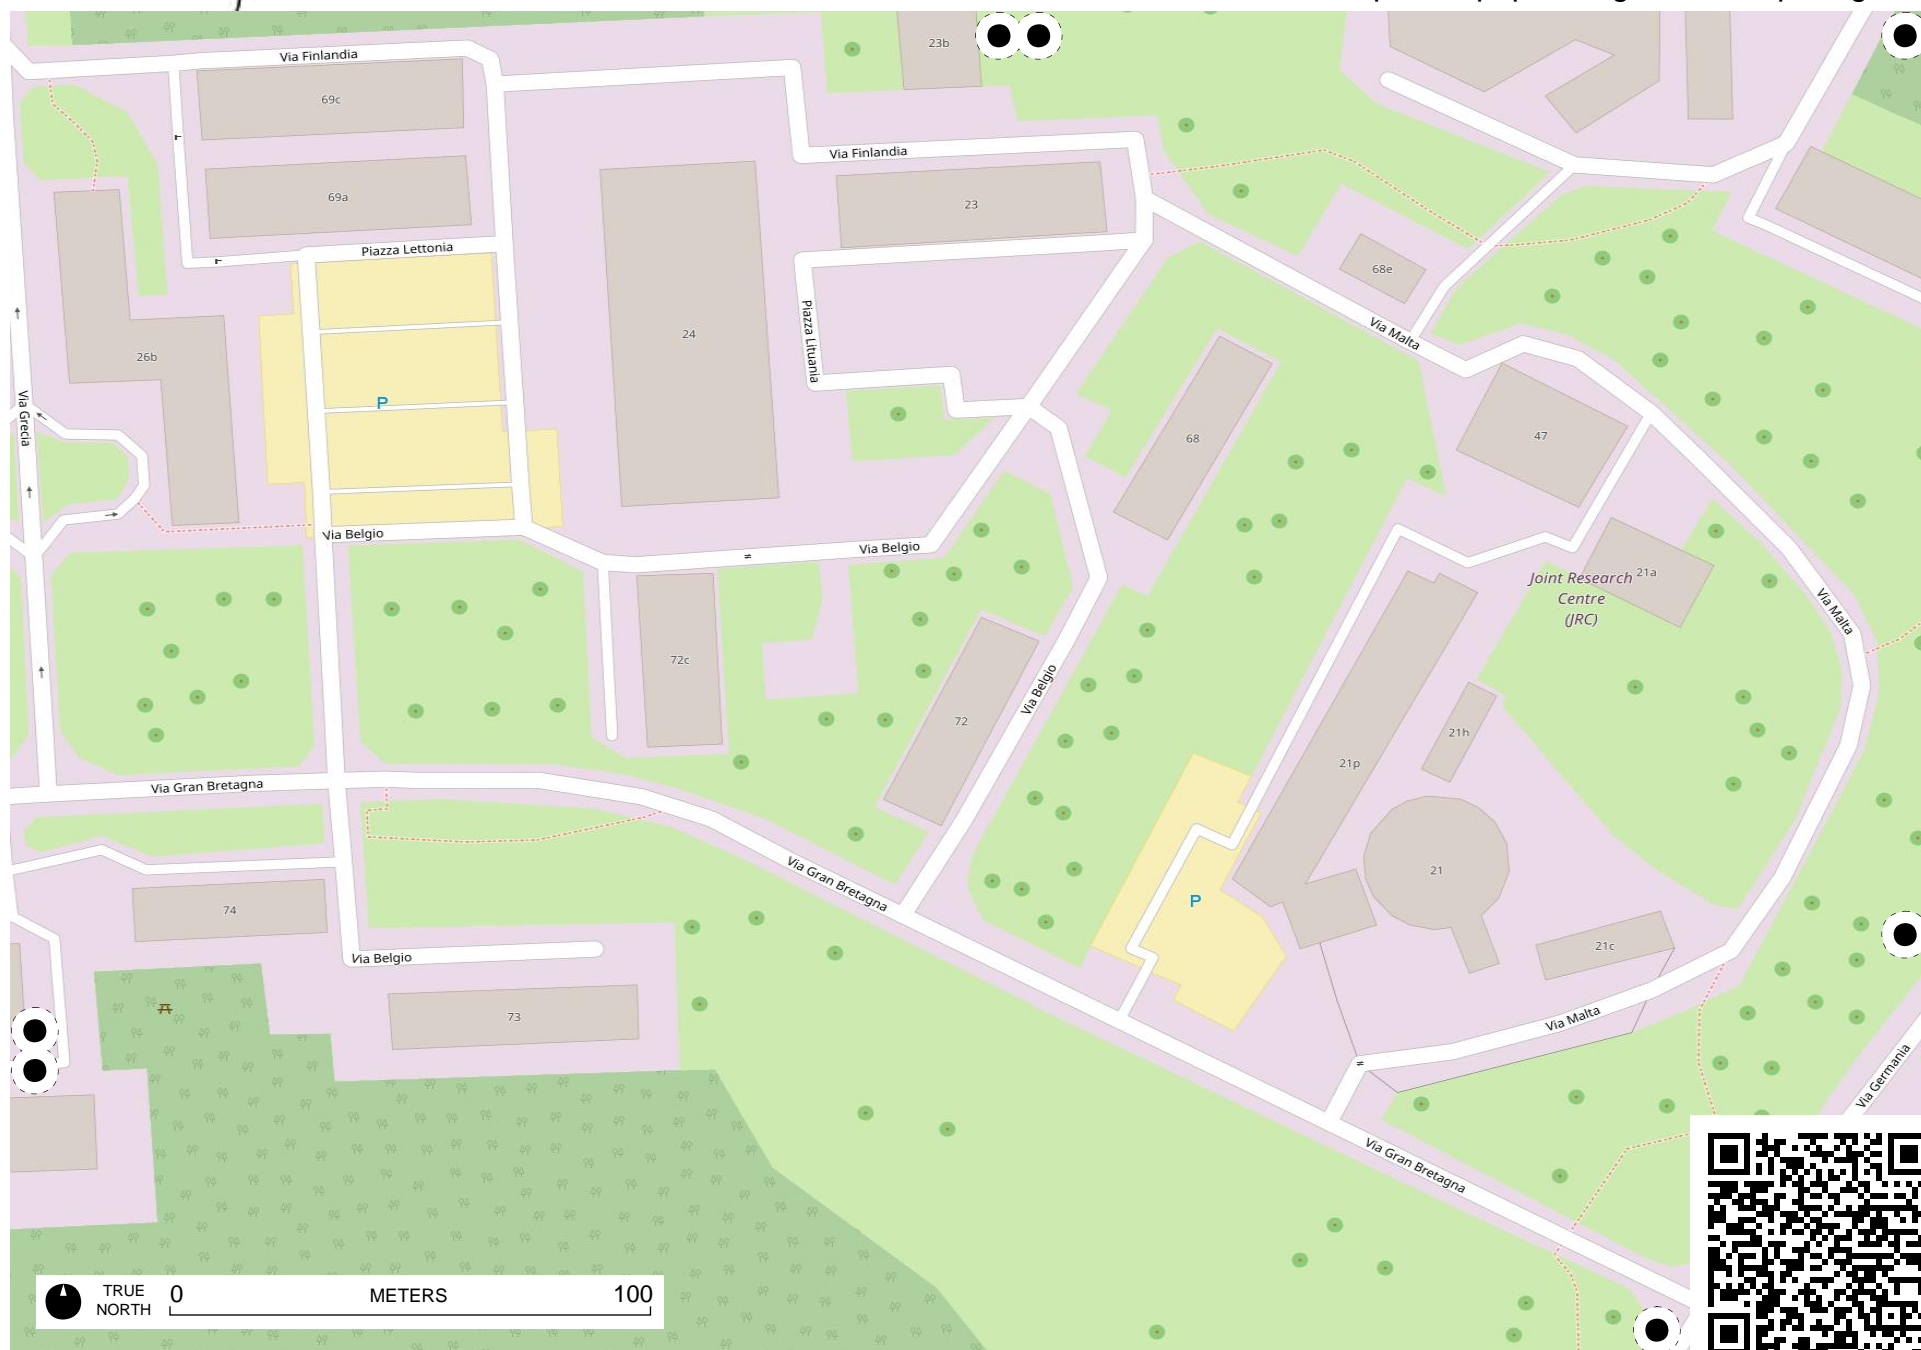 23b
Via Finlandia
69c
Via Finlandia
69a
23
Piazza Lettonia
68e
24
Piazza Lituania
Via Malta
26b
P
Via Grecia
68
47
Via Belgio
Via Belgio
21a
Joint Research
Centre
(JRC)
Via Malta
72c
Via Belgio
72
21h
21p
Via Gran Bretagna
Via Gran Bretagna
21
P
74
21c
Via Belgio
73
Via Malta
Via Germania
Via Gran Bretagna
TRUE
NORTH
0 METERS 100